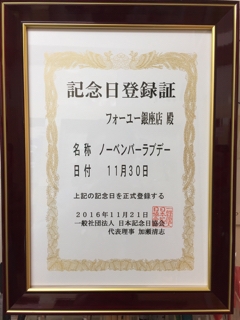 記念日登録証
フォーユー銀座店 殿
名称 ノーベンバーラブデー
日付 11月30日
上記の記念日を正式登録する
2016年11月21日
一般社団法人 日本記念日協会
代表理事 加瀬清志